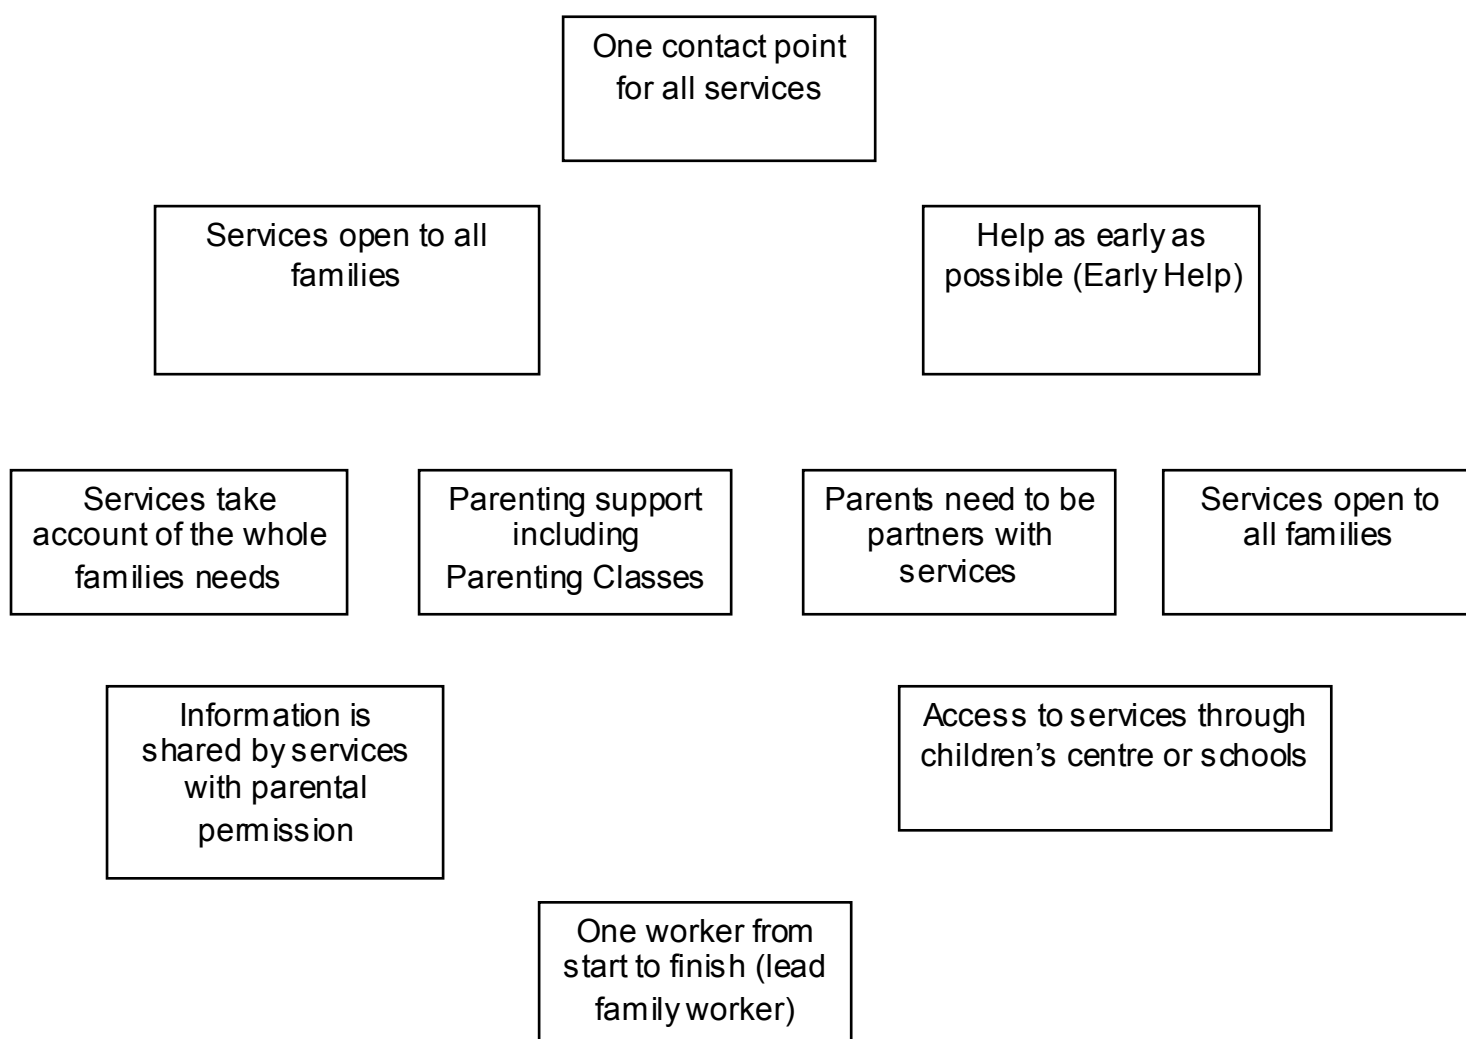 One contact point
for all services
Services open to all
families
Help as early as
possible (Early Help)
Services take
account of the whole
families needs
Parenting support
including
Parenting Classes
Parents need to be
partners with
services
Services open to
all families
Information is
shared by services
with parental
permission
Access to services through
children's centre or schools
One worker from
start to finish (lead
family worker)